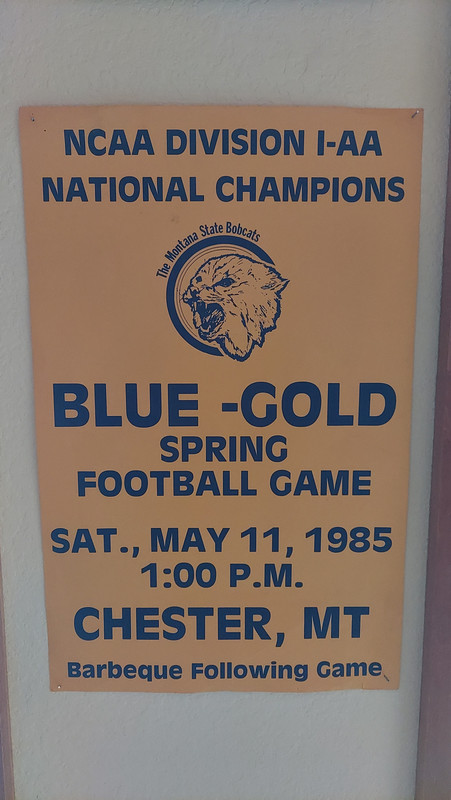 NCAA DIVISION I-AA
NATIONAL CHAMPIONS
The Montana State Bobcats
BLUE -GOLD
SPRING
FOOTBALL GAME
SAT., MAY 11, 1985
1:00 P.M.
CHESTER, MT
Barbeque Following Game